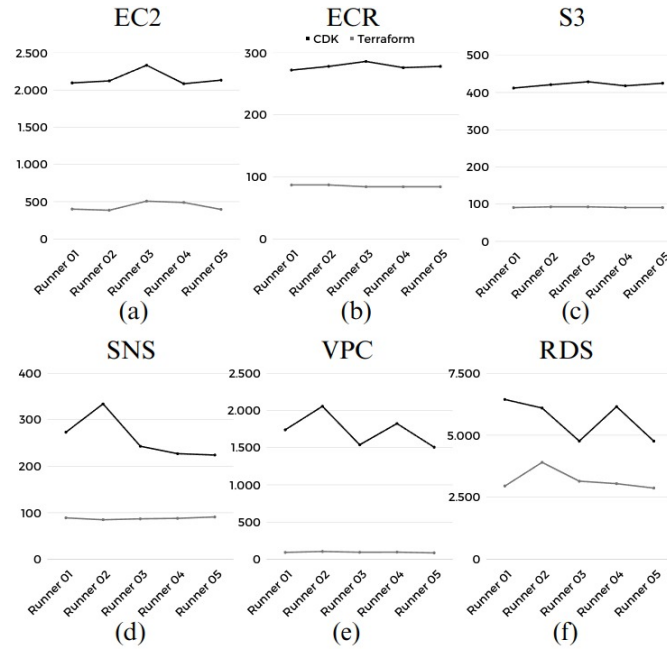 EC2
2.500
2.000
1.500
1.000
500
0
Runner 01
Runner 02
Runner 03
Runner 04
Runner 05
(a)
ECR
CDK Terraform
300
200
100
0
Runner 01
Runner 02
Runner 03
Runner 04
Runner 05
(b)
S3
500
400
300
200
100
0
Runner 01
Runner 02
Runner 03
Runner 04
Runner 05
(c)
SNS
400
300
200
100
0
Runner 01
Runner 02
Runner 03
Runner 04
Runner 05
(d)
VPC
2.500
2.000
1.500
1.000
500
0
Runner 01
Runner 02
Runner 03
Runner 04
Runner 05
(e)
RDS
7.500
5.000
2.500
0
Runner 01
Runner 02
Runner 03
Runner 04
Runner 05
(f)